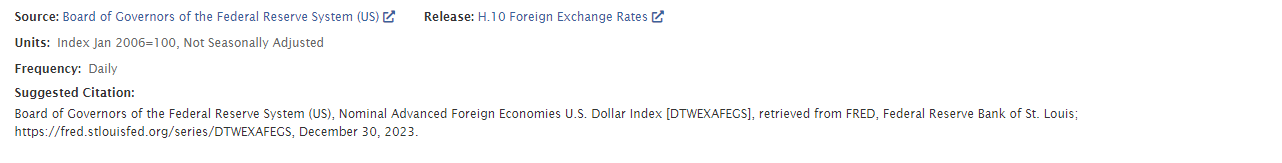 Source: Board of Governors of the Federal Reserve System (US) Release: H.10 Foreign Exchange Rates
Units: Index Jan 2006=100, Not Seasonally Adjusted
Frequency: Daily
Suggested Citation:
Board of Governors of the Federal Reserve System (US), Nominal Advanced Foreign Economies U.S. Dollar Index [DTWEXAFEGS], retrieved from FRED, Federal Reserve Bank of St. Louis;
https://fred.stlouisfed.org/series/DTWEXAFEGS, December 30, 2023.